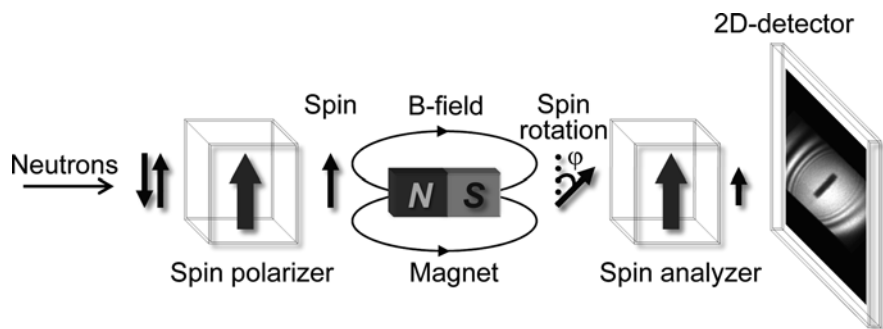 2D-detector
Spin
B-field
Spin
rotation
φ
Neutrons
N S
Spin polarizer
Magnet
Spin analyzer